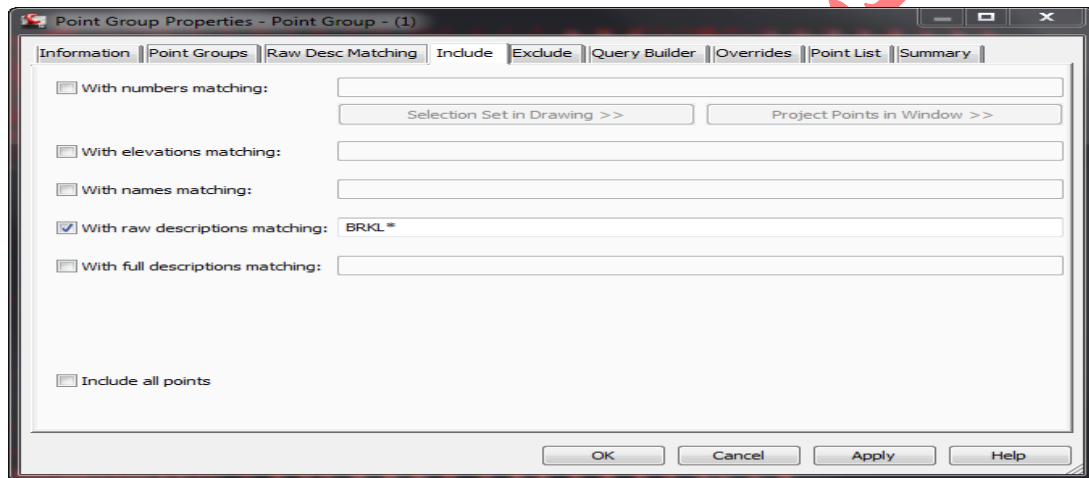 Point Group Properties - Point Group - (1)
Information Point Groups Raw Desc Matching Include Exclude Query Builder Overrides Point List Summary
With numbers matching:
Selection Set in Drawing >> Project Points in Window >>
With elevations matching:
With names matching:
With raw descriptions matching: BRKL*
With full descriptions matching:
Include all points
OK Cancel Apply Help